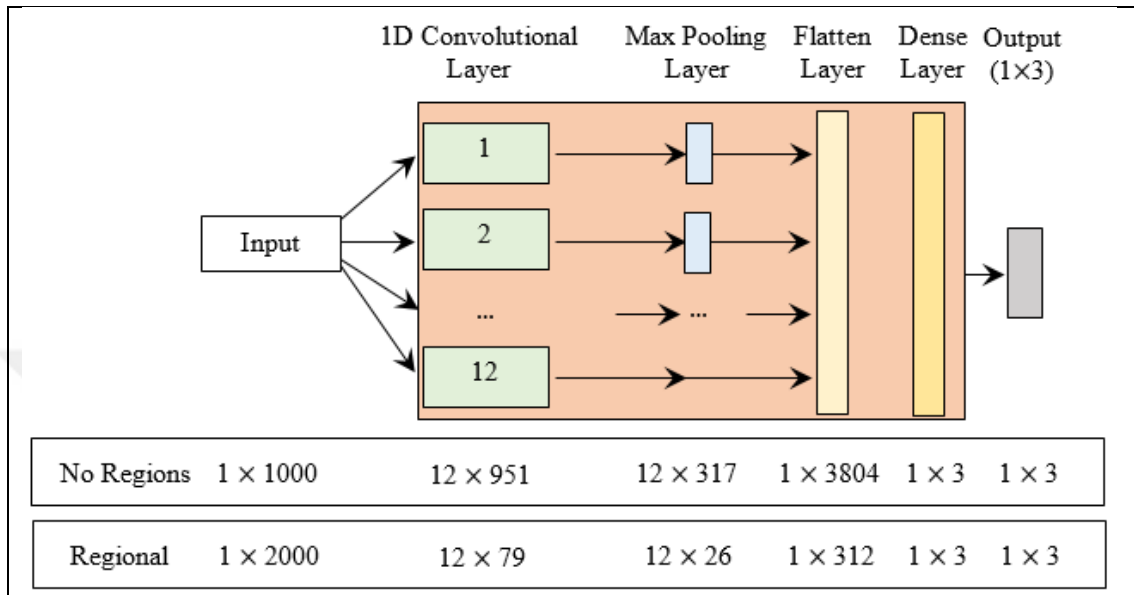 1D Convolutional Layer
Max Pooling Layer
Flatten Layer
Dense Layer
Output (1×3)
1
Input
2
...
...
12
No Regions 1 × 1000 12 × 951 12 × 317 1 × 3804 1 × 3 1 × 3
Regional 1 × 2000 12 × 79 12 × 26 1 × 312 1 × 3 1 × 3